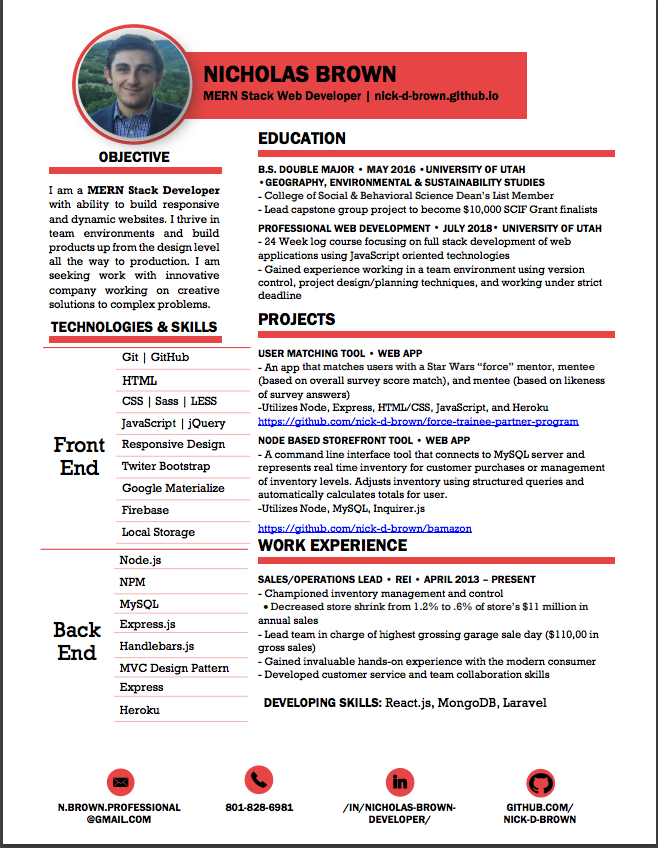 NICHOLAS BROWN
MERN Stack Web Developer | nick-d-brown.github.io
OBJECTIVE
I am a MERN Stack Developer
with ability to build responsive
and dynamic websites. I thrive in
team environments and build
products up from the design level
all the way to production. I am
seeking work with innovative
company working on creative
solutions to complex problems.
TECHNOLOGIES & SKILLS
Front
End
Git | GitHub
HTML
CSS | Sass | LESS
JavaScript | jQuery
Responsive Design
Twiter Bootstrap
Google Materialize
Firebase
Local Storage
Back
End
Node.js
NPM
MySQL
Express.js
Handlebars.js
MVC Design Pattern
Express
Heroku
EDUCATION
B.S. DOUBLE MAJOR • MAY 2016 •UNIVERSITY OF UTAH
•GEOGRAPHY, ENVIRONMENTAL & SUSTAINABILITY STUDIES
- College of Social & Behavioral Science Dean's List Member
- Lead capstone group project to become $10,000 SCIF Grant finalists
PROFESSIONAL WEB DEVELOPMENT • JULY 2018• UNIVERSITY OF UTAH
- 24 Week log course focusing on full stack development of web
applications using JavaScript oriented technologies
- Gained experience working in a team environment using version
control, project design/planning techniques, and working under strict
deadline
PROJECTS
USER MATCHING TOOL • WEB APP
- An app that matches users with a Star Wars “force” mentor, mentee
(based on overall survey score match), and mentee (based on likeness
of survey answers)
-Utilizes Node, Express, HTML/CSS, JavaScript, and Heroku
https://github.com/nick-d-brown/force-trainee-partner-program
NODE BASED STOREFRONT TOOL • WEB APP
- A command line interface tool that connects to MySQL server and
represents real time inventory for customer purchases or management
of inventory levels. Adjusts inventory using structured queries and
automatically calculates totals for user.
-Utilizes Node, MySQL, Inquirer.js
https://github.com/nick-d-brown/bamazon
WORK EXPERIENCE
SALES/OPERATIONS LEAD • REI • APRIL 2013 – PRESENT
- Championed inventory management and control
• Decreased store shrink from 1.2% to .6% of store's $11 million in
annual sales
- Lead team in charge of highest grossing garage sale day ($110,00 in
gross sales)
- Gained invaluable hands-on experience with the modern consumer
- Developed customer service and team collaboration skills
DEVELOPING SKILLS: React.js, MongoDB, Laravel
N.BROWN.PROFESSIONAL
@GMAIL.COM
801-828-6981
in
/IN/NICHOLAS-BROWN-
DEVELOPER/
GITHUB.COM/
NICK-D-BROWN